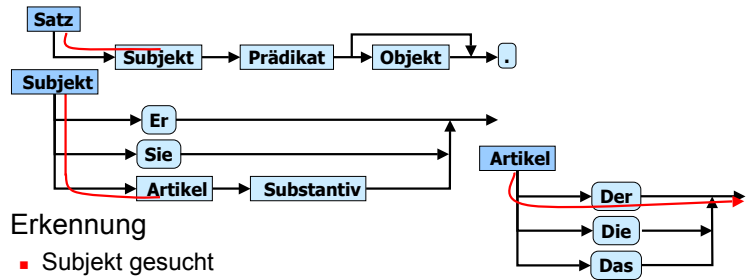 Satz
Subjekt Prädikat Objekt .
Subjekt
Er
Sie
Artikel Substantiv
Artikel
Der
Die
Das
Erkennung
▪ Subjekt gesucht